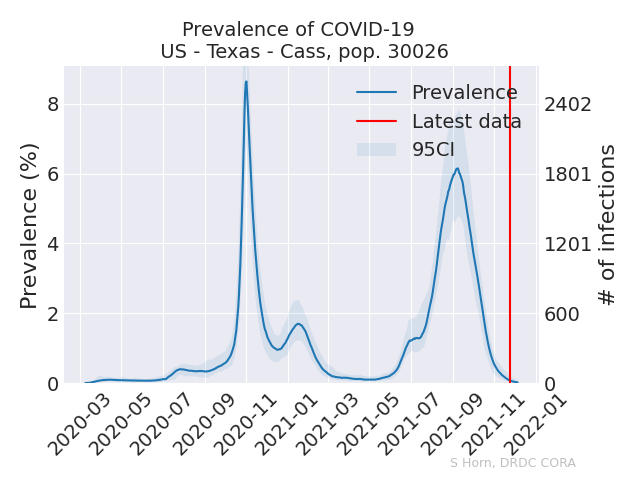 Prevalence of COVID-19
US - Texas - Cass, pop. 30026
Prevalence
Latest data
95CI
Prevalence (%)
8
6
4
2
0
# of infections
2402
1801
1201
600
0
2020-03
2020-05
2020-07
2020-09
2020-11
2021-01
2021-03
2021-05
2021-07
2021-09
2021-11
2022-01
S Horn, DRDC CORA